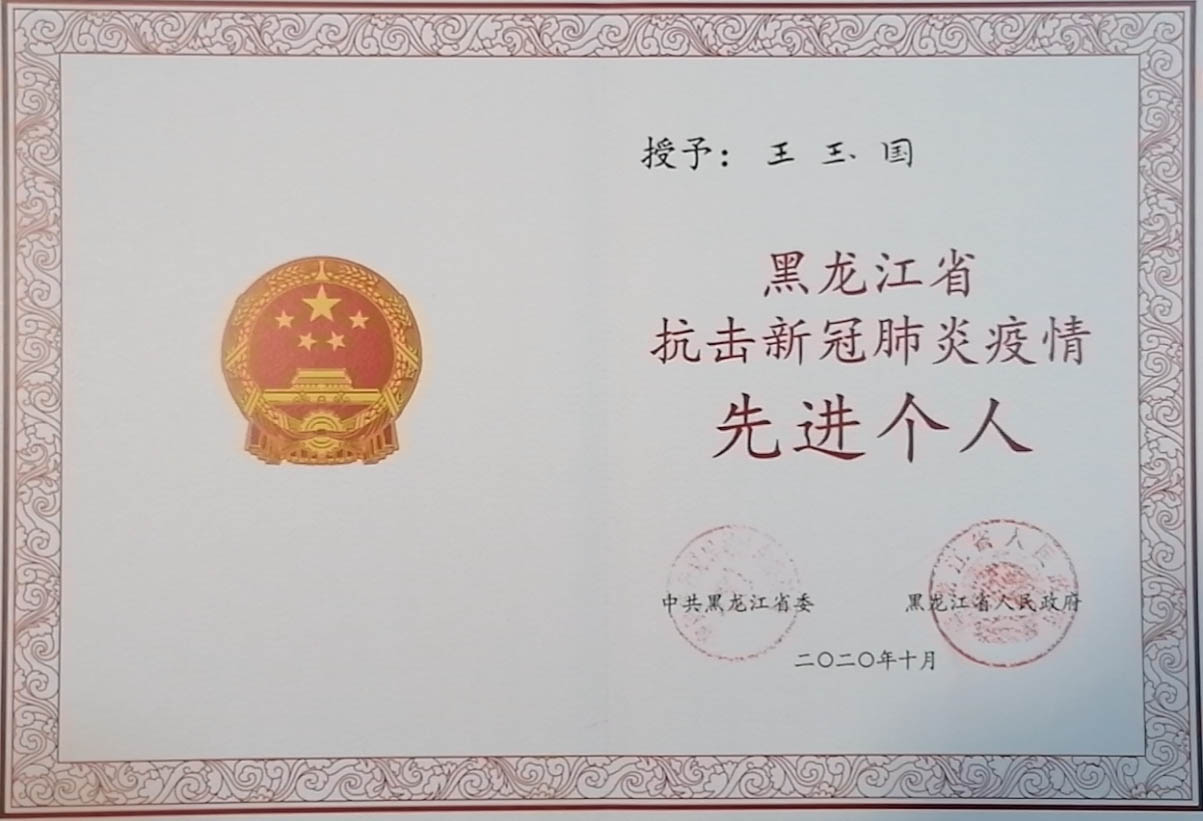 授予：王玉国
黑龙江省
抗击新冠肺炎疫情
先进个人
中共黑龙江省委
黑龙江省人民政府
二〇二〇年十月